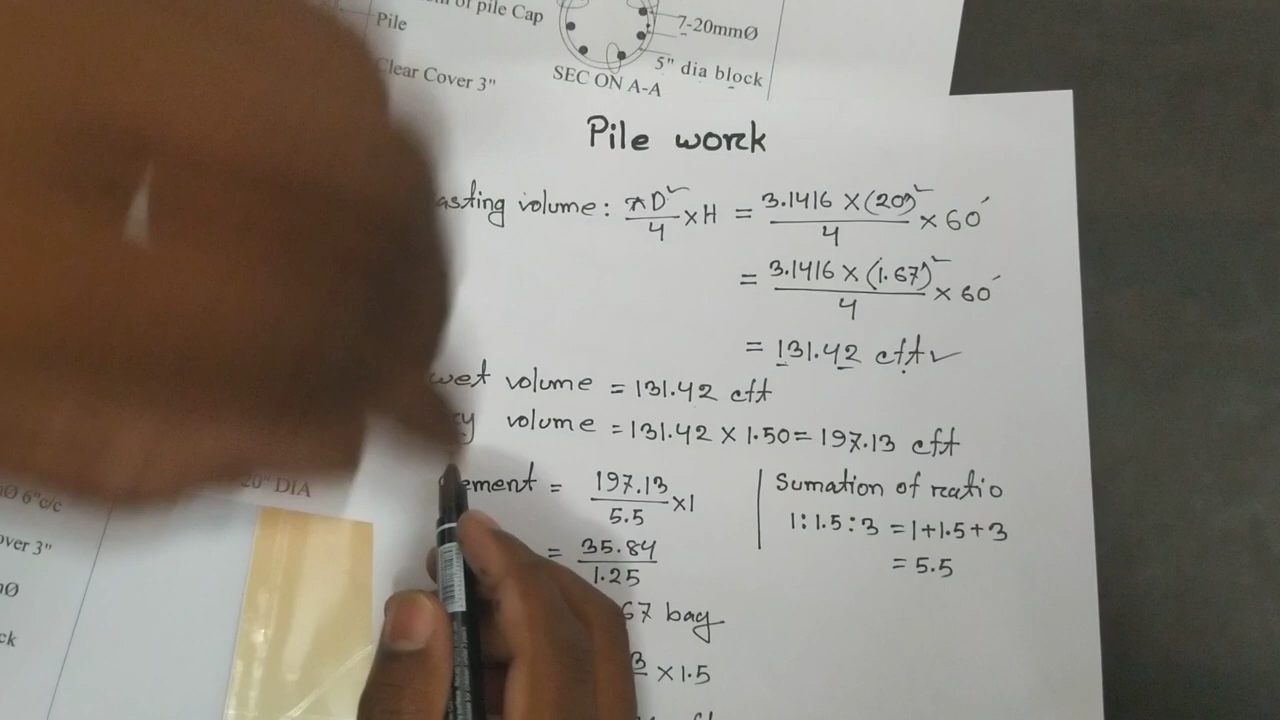 of pile Cap
Pile
Clear Cover 3"
7-20mmØ
5" dia block
SEC ON A-A
Pile work
asting volume: πD²/4 × H = 3.1416 × (20)²/4 × 60′
= 3.1416 × (1.67)²/4 × 60′
= 131.42 cft ✓
wet volume = 131.42 cft
volume = 131.42 × 1.50 = 197.13 cft
ement = 197.13/5.5 × 1
= 35.84/1.25
67 bag
× 1.5
Sumation of ratio
1:1.5:3 = 1+1.5+3
= 5.5
20" DIA
Ø 6"c/c
over 3"